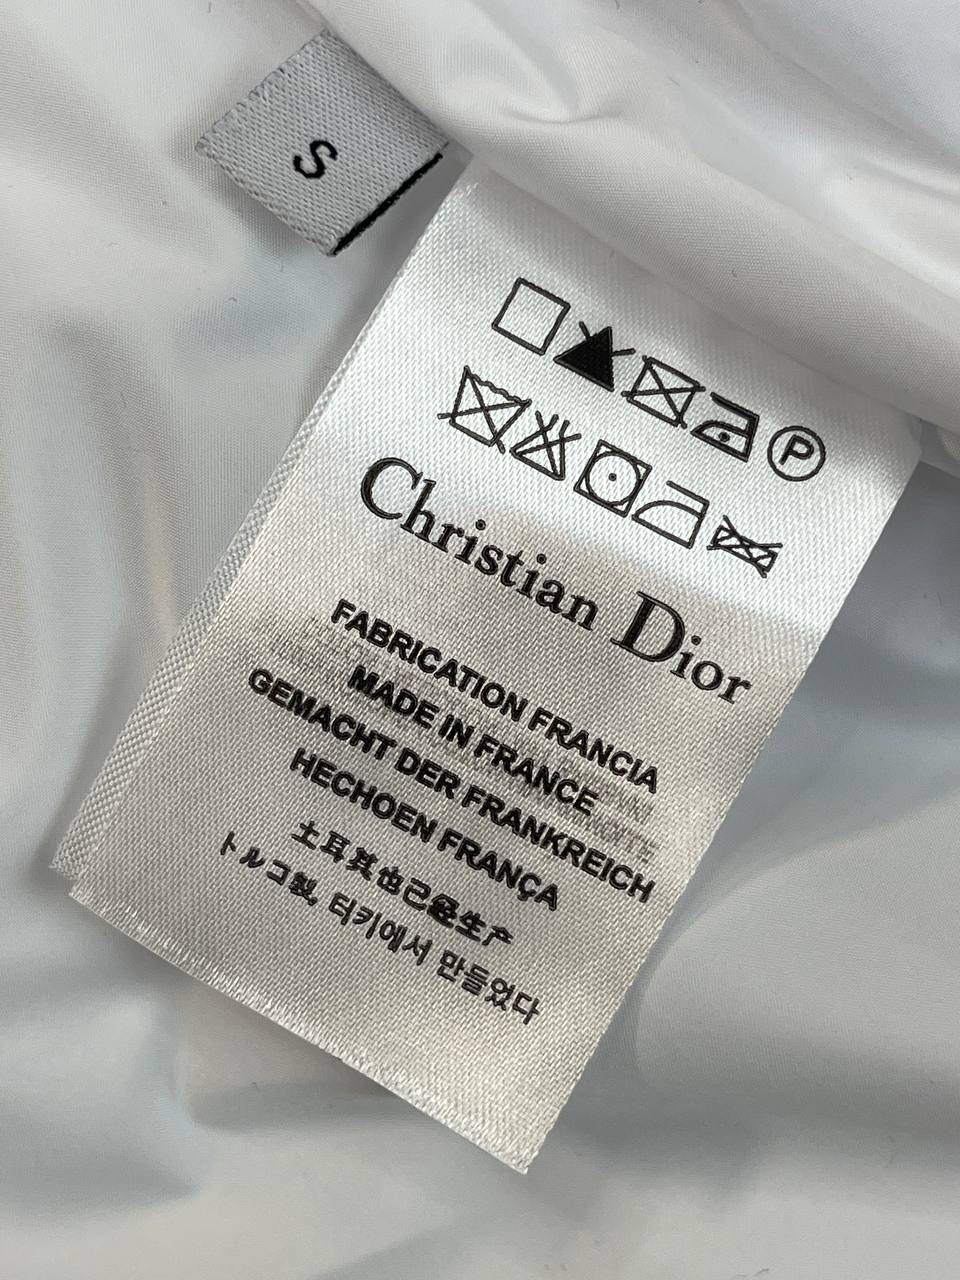 S
P
Christian Dior
FABRICATION FRANCIA
MADE IN FRANCE
GEMACHT DER FRANKREICH
HECHOEN FRANÇA
土耳其也已经生产
トルコ製, 터키에서 만들었다